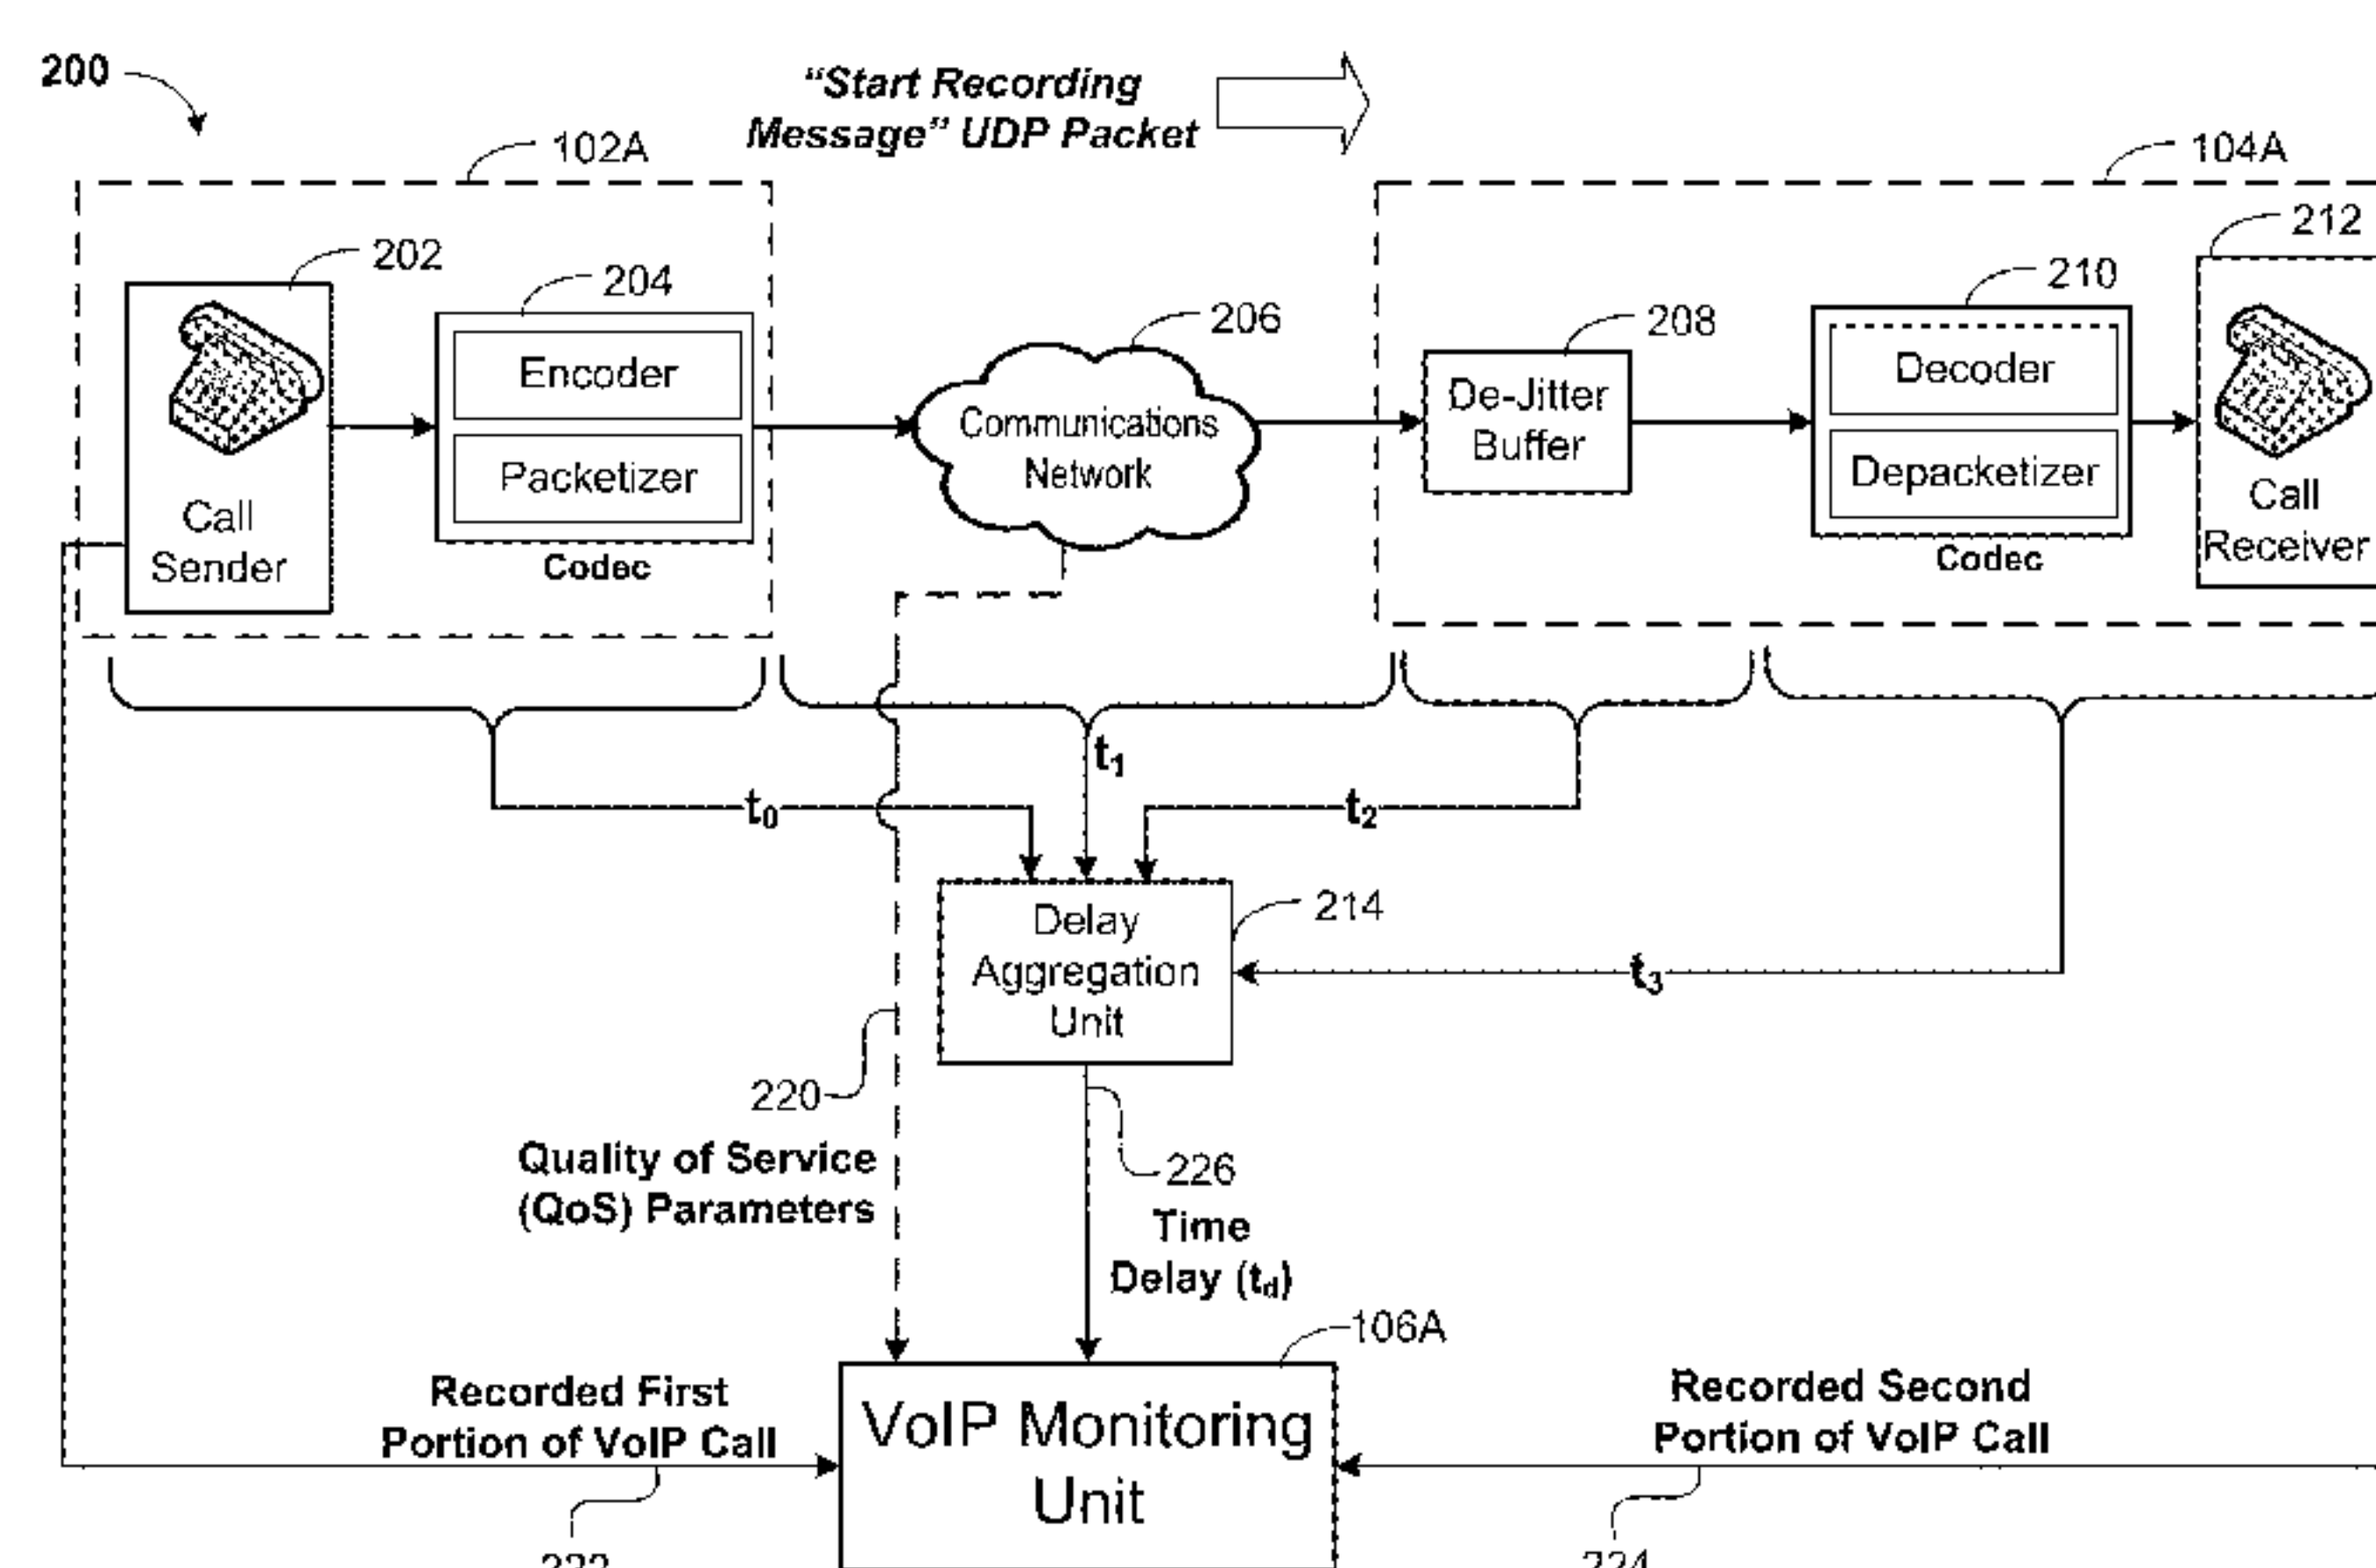 200
“Start Recording
Message” UDP Packet
102A
104A
202
204
206
208
210
212
Encoder
Packetizer
Codec
Call
Sender
Communications
Network
De-Jitter
Buffer
Decoder
Depacketizer
Codec
Call
Receiver
t1
t0
t2
Delay
Aggregation
Unit
214
t3
220
Quality of Service
(QoS) Parameters
226
Time
Delay (td)
106A
Recorded First
Portion of VoIP Call
VoIP Monitoring
Unit
Recorded Second
Portion of VoIP Call